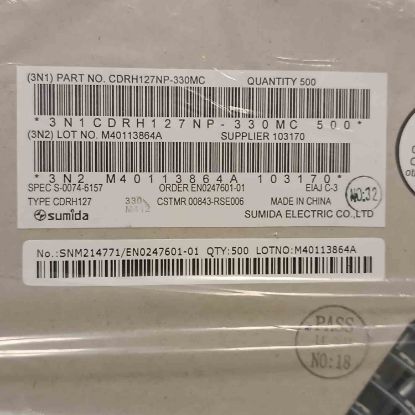 (3N1) PART NO. CDRH127NP-330MC QUANTITY 500
*3N1CDRH127NP-330MC 500*
(3N2) LOT NO. M40113864A SUPPLIER 103170
*3N2 M40113864A 103170*
SPEC S-0074-6157 ORDER EN0247601-01 EIAJ C-3
TYPE CDRH127 330 M412 CSTMR 00843-RSE006 MADE IN CHINA
NO:32
sumida SUMIDA ELECTRIC CO.,LTD
No.:SNM214771/EN0247601-01 QTY:500 LOTNO:M40113864A
PASS
NO:18